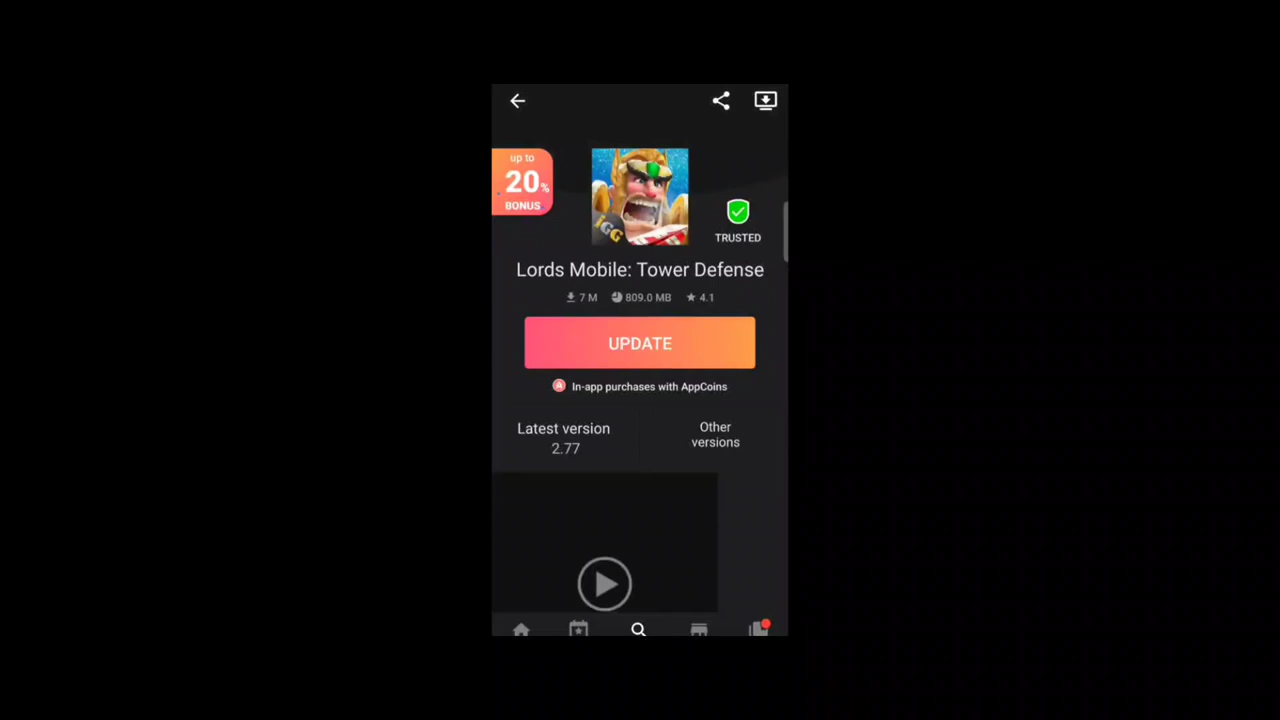 up to
20%
BONUS
IGG
TRUSTED
Lords Mobile: Tower Defense
7 M 809.0 MB 4.1
UPDATE
In-app purchases with AppCoins
Latest version
2.77
Other
versions